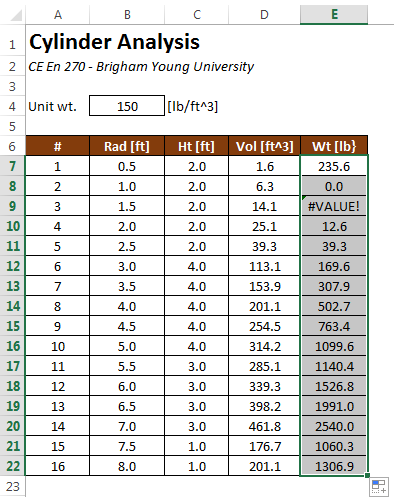 A B C D E
1 Cylinder Analysis
2 CE En 270 - Brigham Young University
3
4 Unit wt. 150 [lb/ft^3]
5
6 # Rad [ft] Ht [ft] Vol [ft^3] Wt [lb}
7 1 0.5 2.0 1.6 235.6
8 2 1.0 2.0 6.3 0.0
9 3 1.5 2.0 14.1 #VALUE!
10 4 2.0 2.0 25.1 12.6
11 5 2.5 2.0 39.3 39.3
12 6 3.0 4.0 113.1 169.6
13 7 3.5 4.0 153.9 307.9
14 8 4.0 4.0 201.1 502.7
15 9 4.5 4.0 254.5 763.4
16 10 5.0 4.0 314.2 1099.6
17 11 5.5 3.0 285.1 1140.4
18 12 6.0 3.0 339.3 1526.8
19 13 6.5 3.0 398.2 1991.0
20 14 7.0 3.0 461.8 2540.0
21 15 7.5 1.0 176.7 1060.3
22 16 8.0 1.0 201.1 1306.9
23